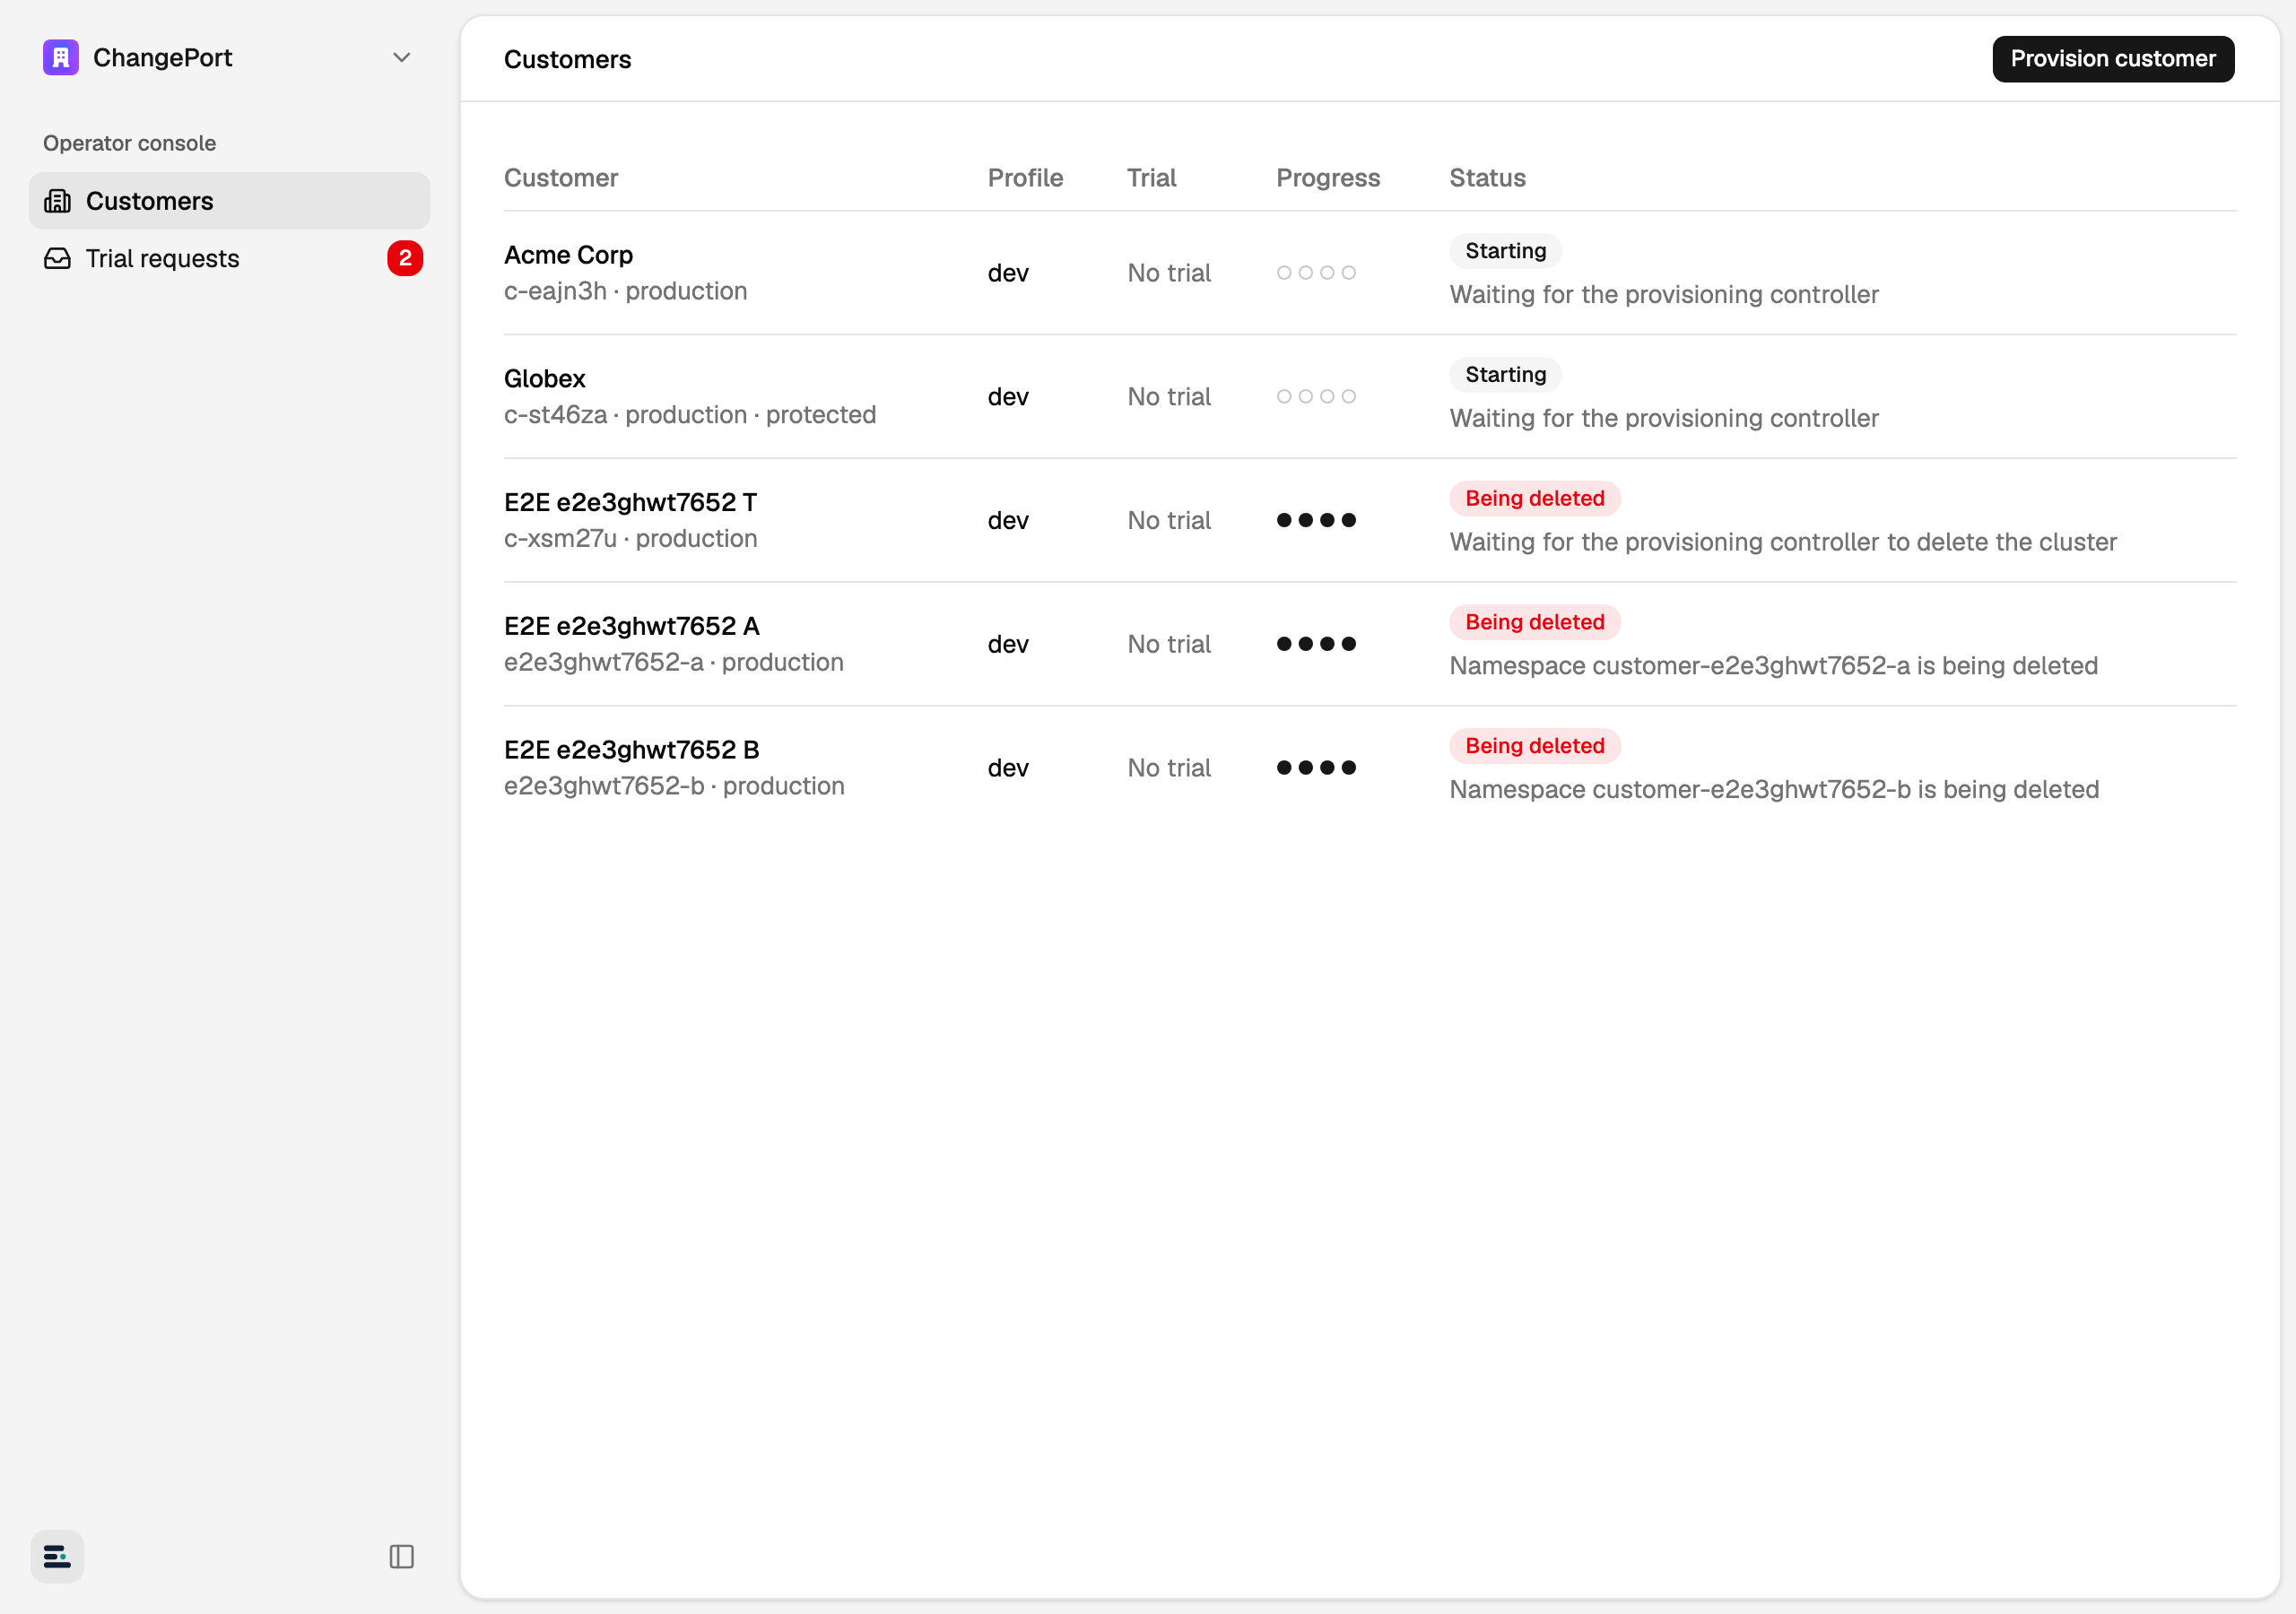 ChangePort
Operator console
Customers
Trial requests
2
Customers
Provision customer
Customer Profile Trial Progress Status
Acme Corp
c-eajn3h · production
dev
No trial
Starting
Waiting for the provisioning controller
Globex
c-st46za · production · protected
dev
No trial
Starting
Waiting for the provisioning controller
E2E e2e3ghwt7652 T
c-xsm27u · production
dev
No trial
Being deleted
Waiting for the provisioning controller to delete the cluster
E2E e2e3ghwt7652 A
e2e3ghwt7652-a · production
dev
No trial
Being deleted
Namespace customer-e2e3ghwt7652-a is being deleted
E2E e2e3ghwt7652 B
e2e3ghwt7652-b · production
dev
No trial
Being deleted
Namespace customer-e2e3ghwt7652-b is being deleted